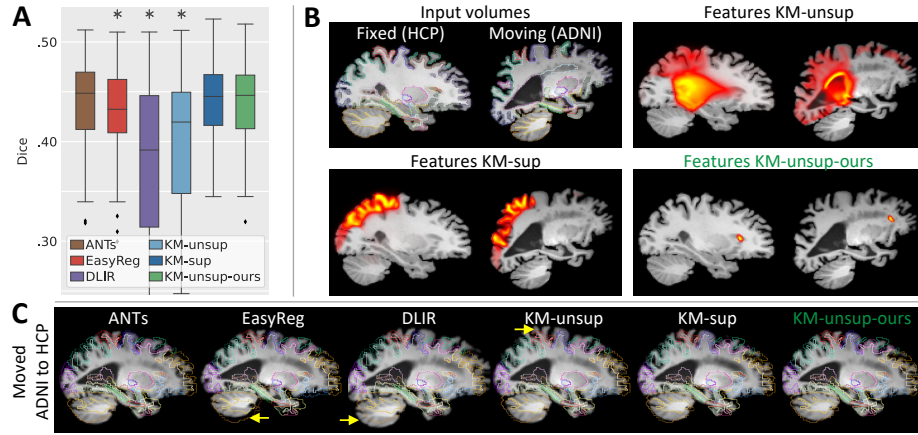 A
* * *
.50
.40
.30
Dice
ANTs
EasyReg
DLIR
KM-unsup
KM-sup
KM-unsup-ours
B
Input volumes
Features KM-unsup
Fixed (HCP)
Moving (ADNI)
Features KM-sup
Features KM-unsup-ours
C
ANTs
EasyReg
DLIR
KM-unsup
KM-sup
KM-unsup-ours
Moved
ADNI to HCP